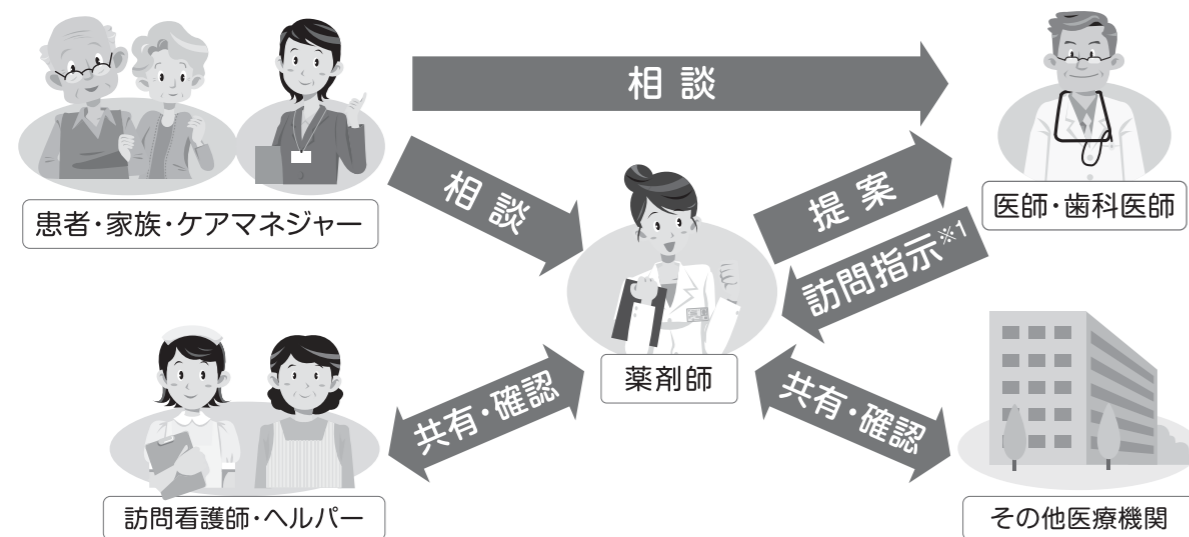 相談
相談
提案
訪問指示※1
患者・家族・ケアマネジャー
医師・歯科医師
薬剤師
共有・確認
共有・確認
訪問看護師・ヘルパー
その他医療機関